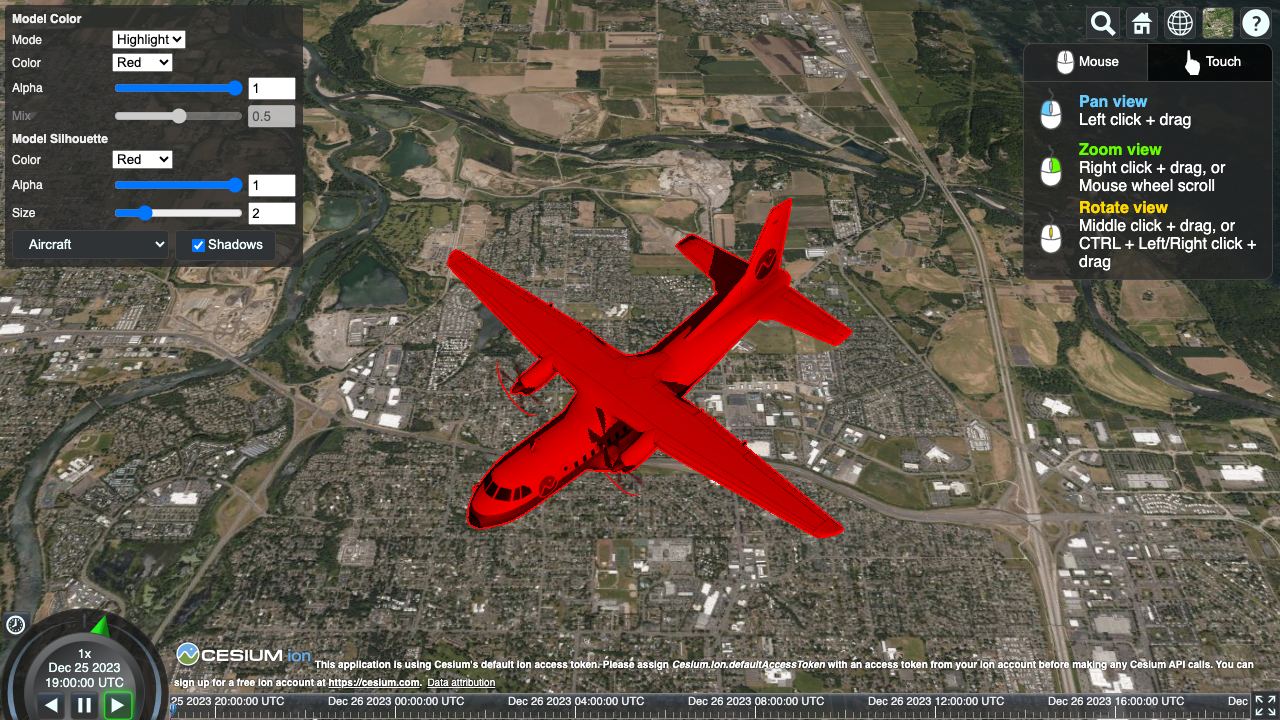 Model Color
Mode Highlight
Color Red
Alpha 1
Mix 0.5
Model Silhouette
Color Red
Alpha 1
Size 2
Aircraft Shadows
?
Mouse Touch
Pan view
Left click + drag
Zoom view
Right click + drag, or
Mouse wheel scroll
Rotate view
Middle click + drag, or
CTRL + Left/Right click +
drag
1x
Dec 25 2023
19:00:00 UTC
CESIUM ion This application is using Cesium's default ion access token. Please assign Cesium.Ion.defaultAccessToken with an access token from your ion account before making any Cesium API calls. You can
sign up for a free ion account at https://cesium.com. Data attribution
25 2023 20:00:00 UTC Dec 26 2023 00:00:00 UTC Dec 26 2023 04:00:00 UTC Dec 26 2023 08:00:00 UTC Dec 26 2023 12:00:00 UTC Dec 26 2023 16:00:00 UTC Dec